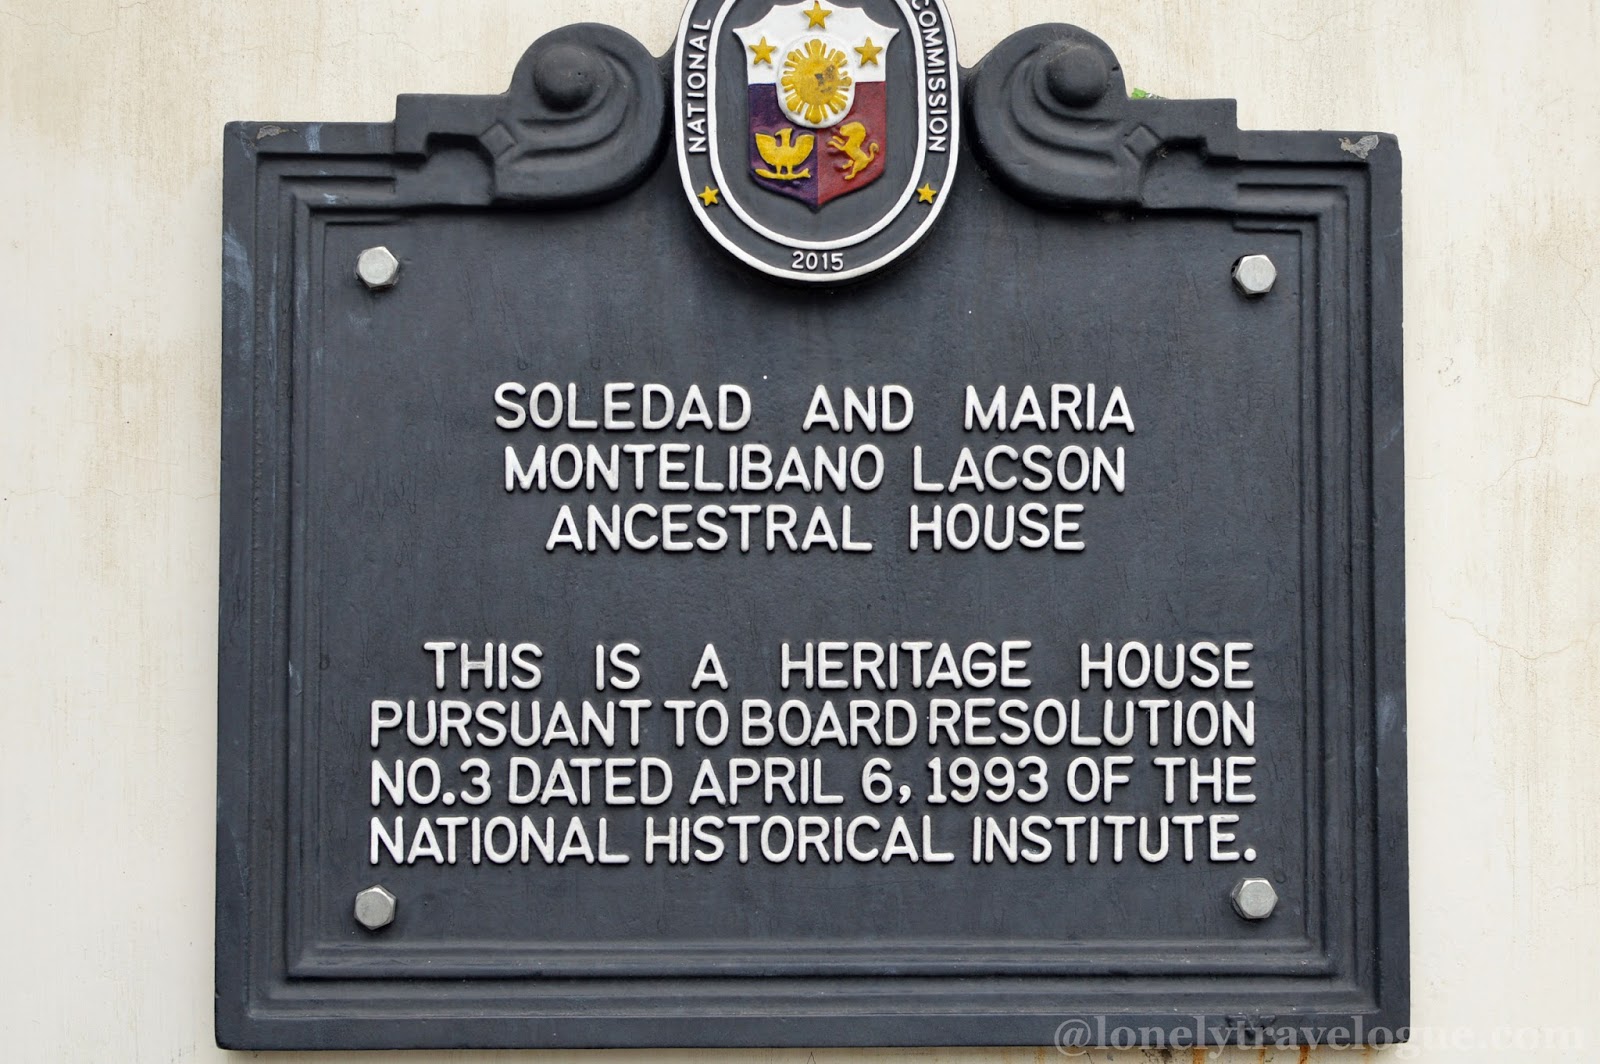 NATIONAL
COMMISSION
2015
SOLEDAD AND MARIA
MONTELIBANO LACSON
ANCESTRAL HOUSE
THIS IS A HERITAGE HOUSE
PURSUANT TO BOARD RESOLUTION
NO.3 DATED APRIL 6, 1993 OF THE
NATIONAL HISTORICAL INSTITUTE.
@lonelytravelogue.com